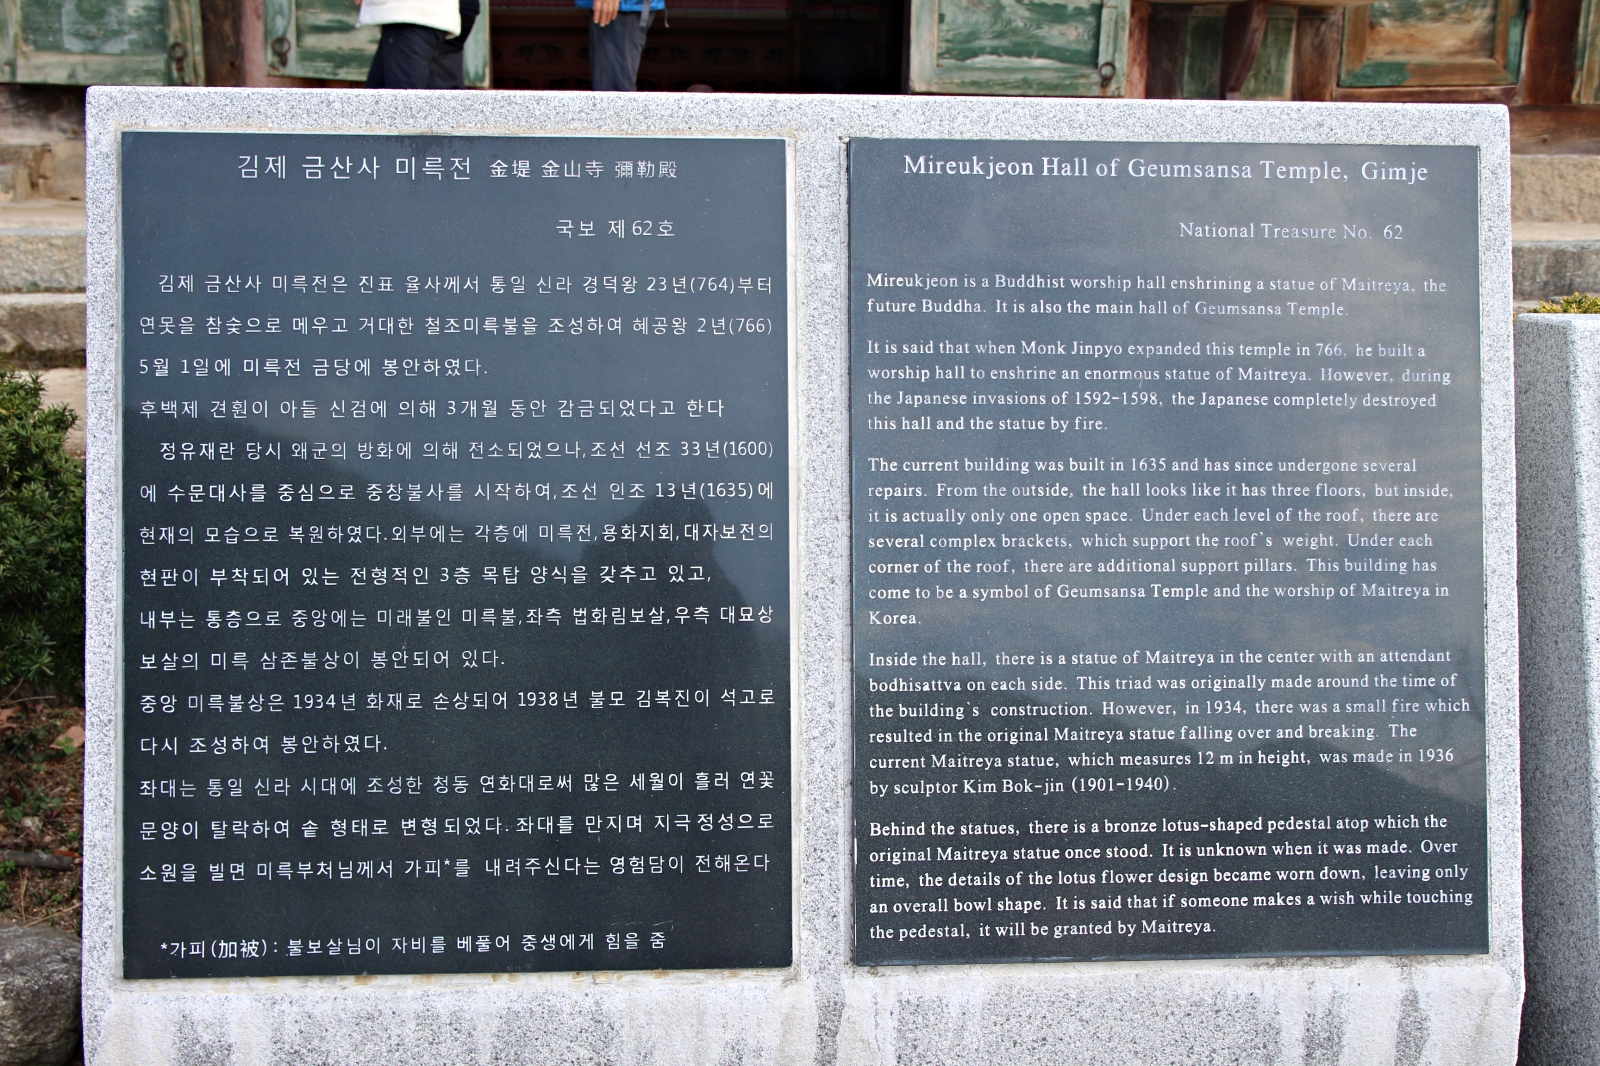 김제 금산사 미륵전 金堤 金山寺 彌勒殿
국보 제 62호
김제 금산사 미륵전은 진표 율사께서 통일 신라 경덕왕 23년(764)부터
연못을 참숯으로 메우고 거대한 철조미륵불을 조성하여 혜공왕 2년(766)
5월 1일에 미륵전 금당에 봉안하였다.
후백제 견훤이 아들 신검에 의해 3개월 동안 감금되었다고 한다
정유재란 당시 왜군의 방화에 의해 전소되었으나,조선 선조 33년(1600)
에 수문대사를 중심으로 중창불사를 시작하여,조선 인조 13년(1635)에
현재의 모습으로 복원하였다.외부에는 각층에 미륵전,용화지회,대자보전의
현판이 부착되어 있는 전형적인 3층 목탑 양식을 갖추고 있고,
내부는 통층으로 중앙에는 미래불인 미륵불,좌측 법화림보살,우측 대묘상
보살의 미륵 삼존불상이 봉안되어 있다.
중앙 미륵불상은 1934년 화재로 손상되어 1938년 불모 김복진이 석고로
다시 조성하여 봉안하였다.
좌대는 통일 신라 시대에 조성한 청동 연화대로써 많은 세월이 흘러 연꽃
문양이 탈락하여 솥 형태로 변형되었다.좌대를 만지며 지극정성으로
소원을 빌면 미륵부처님께서 가피*를 내려주신다는 영험담이 전해온다
*가피(加被) : 불보살님이 자비를 베풀어 중생에게 힘을 줌
Mireukjeon Hall of Geumsansa Temple, Gimje
National Treasure No. 62
Mireukjeon is a Buddhist worship hall enshrining a statue of Maitreya, the
future Buddha. It is also the main hall of Geumsansa Temple.
It is said that when Monk Jinpyo expanded this temple in 766, he built a
worship hall to enshrine an enormous statue of Maitreya. However, during
the Japanese invasions of 1592-1598, the Japanese completely destroyed
this hall and the statue by fire.
The current building was built in 1635 and has since undergone several
repairs. From the outside, the hall looks like it has three floors, but inside,
it is actually only one open space. Under each level of the roof, there are
several complex brackets, which support the roof`s weight. Under each
corner of the roof, there are additional support pillars. This building has
come to be a symbol of Geumsansa Temple and the worship of Maitreya in
Korea.
Inside the hall, there is a statue of Maitreya in the center with an attendant
bodhisattva on each side. This triad was originally made around the time of
the building`s construction. However, in 1934, there was a small fire which
resulted in the original Maitreya statue falling over and breaking. The
current Maitreya statue, which measures 12 m in height, was made in 1936
by sculptor Kim Bok-jin (1901-1940).
Behind the statues, there is a bronze lotus-shaped pedestal atop which the
original Maitreya statue once stood. It is unknown when it was made. Over
time, the details of the lotus flower design became worn down, leaving only
an overall bowl shape. It is said that if someone makes a wish while touching
the pedestal, it will be granted by Maitreya.